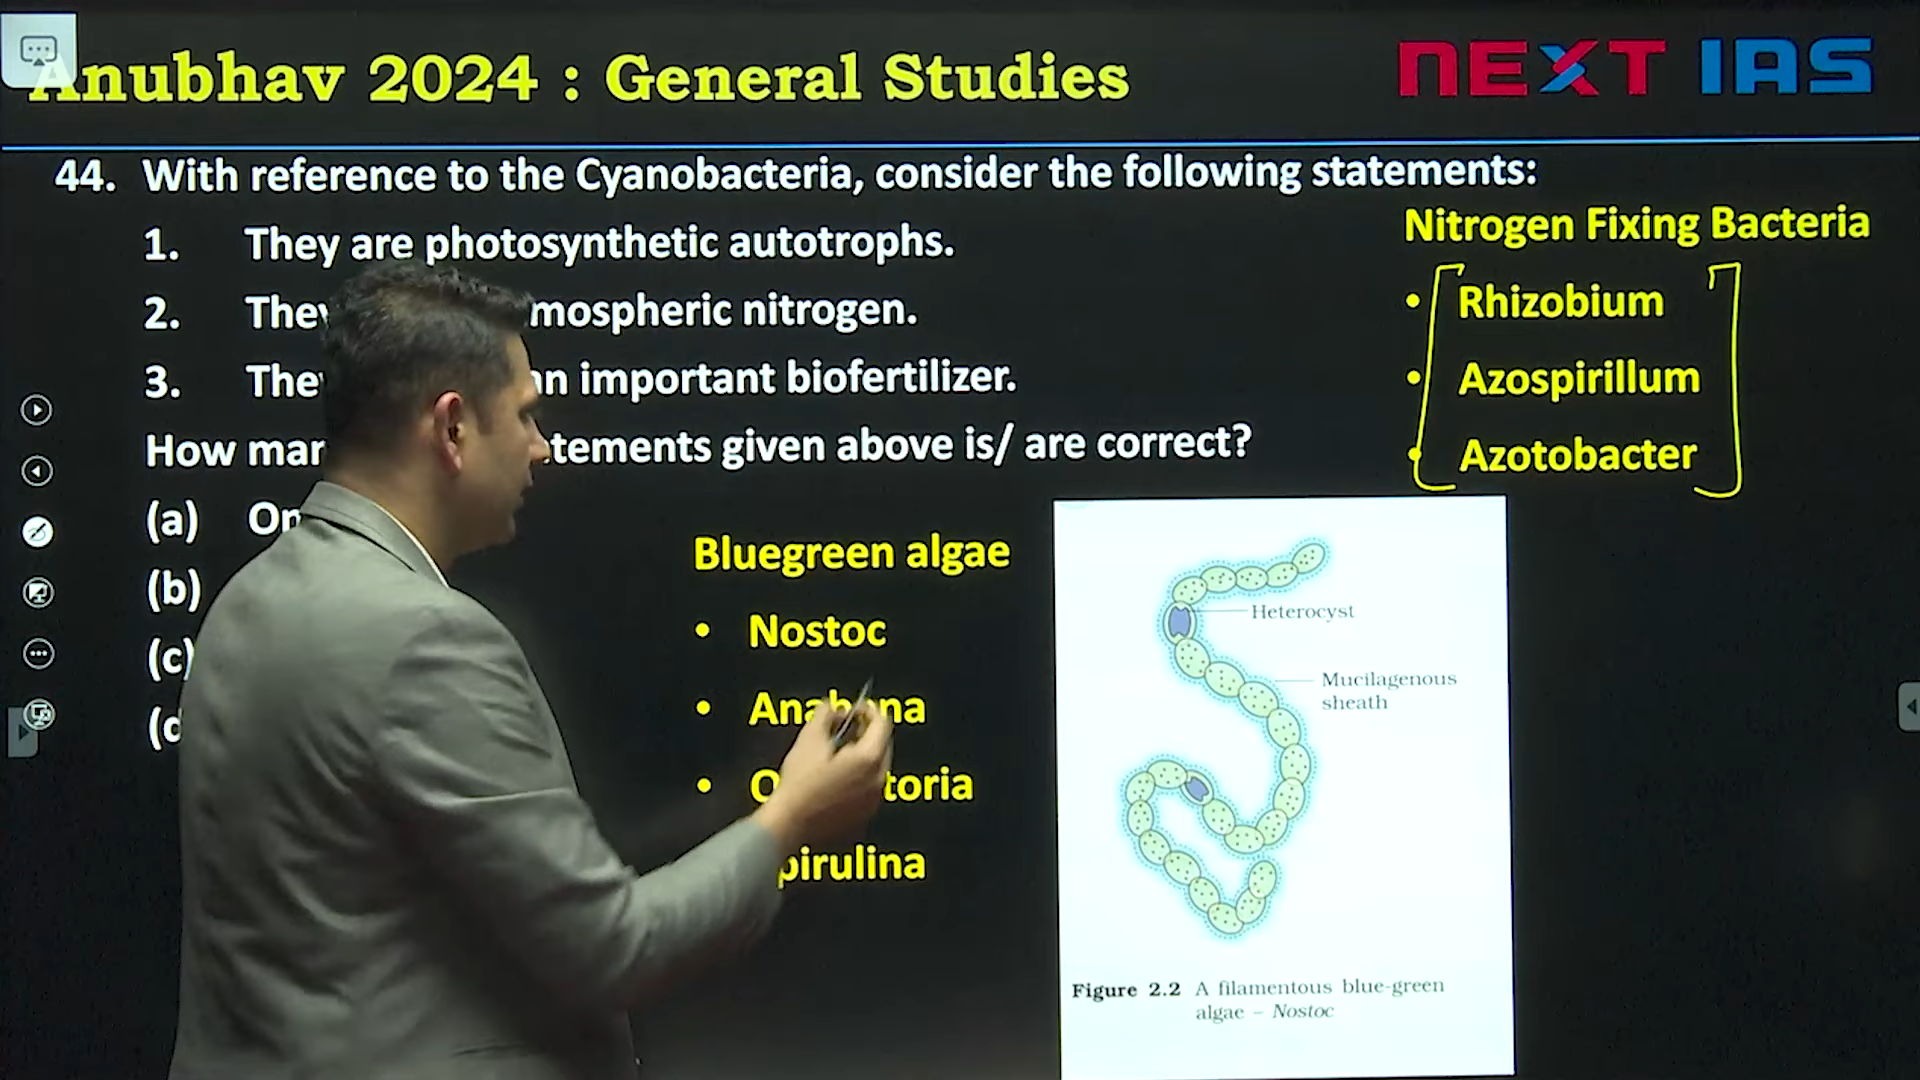 Anubhav 2024 : General Studies
NEXT IAS
44. With reference to the Cyanobacteria, consider the following statements:
1. They are photosynthetic autotrophs.
2. They mospheric nitrogen.
3. They an important biofertilizer.
How tements given above is/ are correct?
(a)
(b)
(c)
(d
Nitrogen Fixing Bacteria
• Rhizobium
• Azospirillum
• Azotobacter
Bluegreen algae
• Nostoc
•
• toria
pirulina
Heterocyst
Mucilagenous
sheath
Figure 2.2 A filamentous blue-green
algae – Nostoc